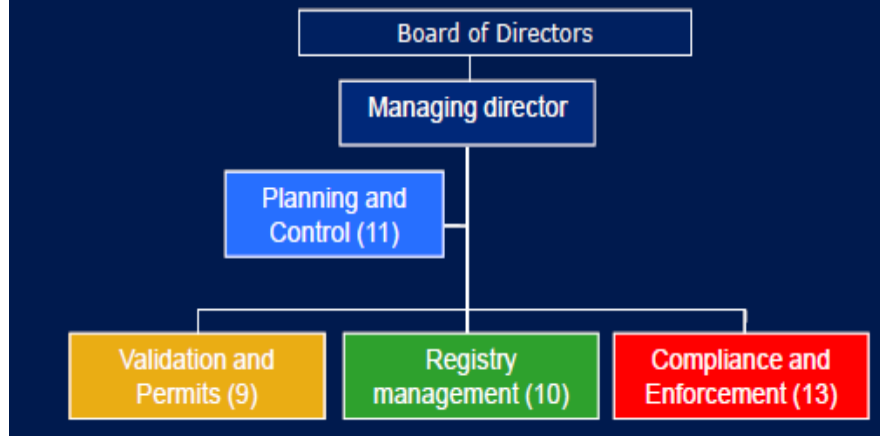 Board of Directors
Managing director
Planning and
Control (11)
Validation and
Permits (9)
Registry
management (10)
Compliance and
Enforcement (13)